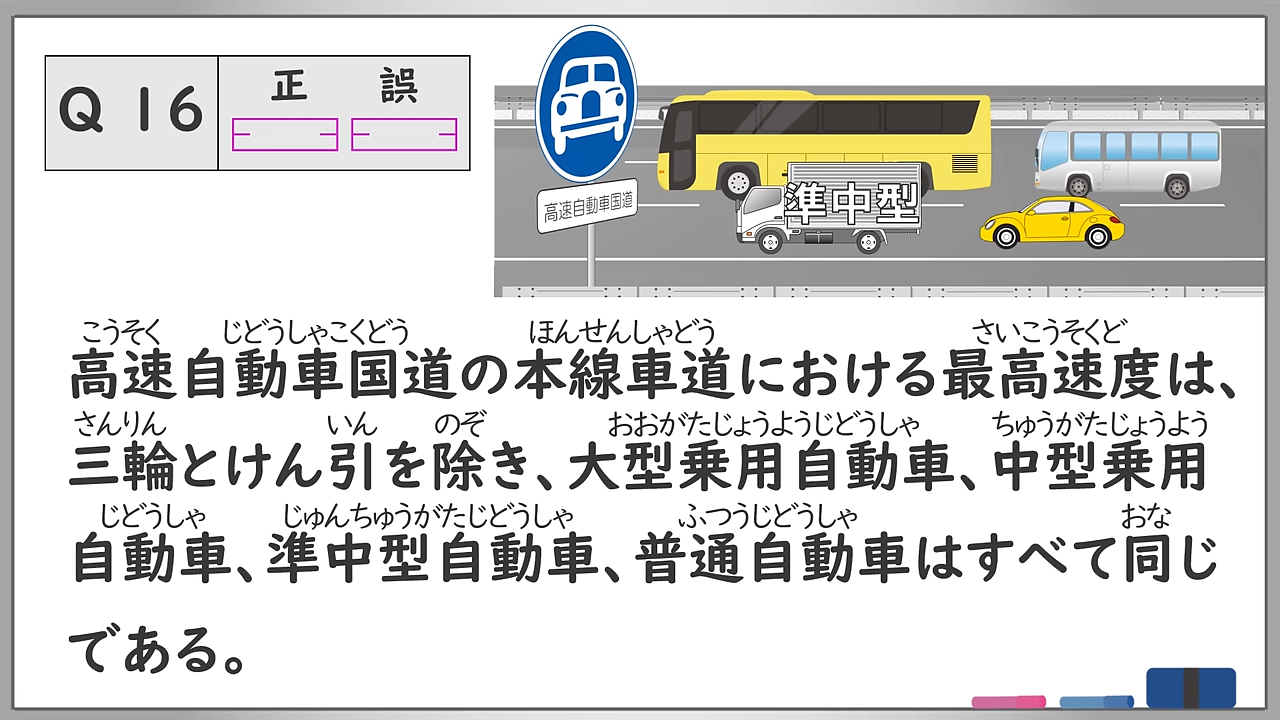 Q 16
正 誤
高速自動車国道
準中型
こうそく じどうしゃこくどう ほんせんしゃどう さいこうそくど
高速自動車国道の本線車道における最高速度は、
さんりん いん のぞ おおがたじょうようじどうしゃ ちゅうがたじょうよう
三輪とけん引を除き、大型乗用自動車、中型乗用
じどうしゃ じゅんちゅうがたじどうしゃ ふつうじどうしゃ おな
自動車、準中型自動車、普通自動車はすべて同じ
である。